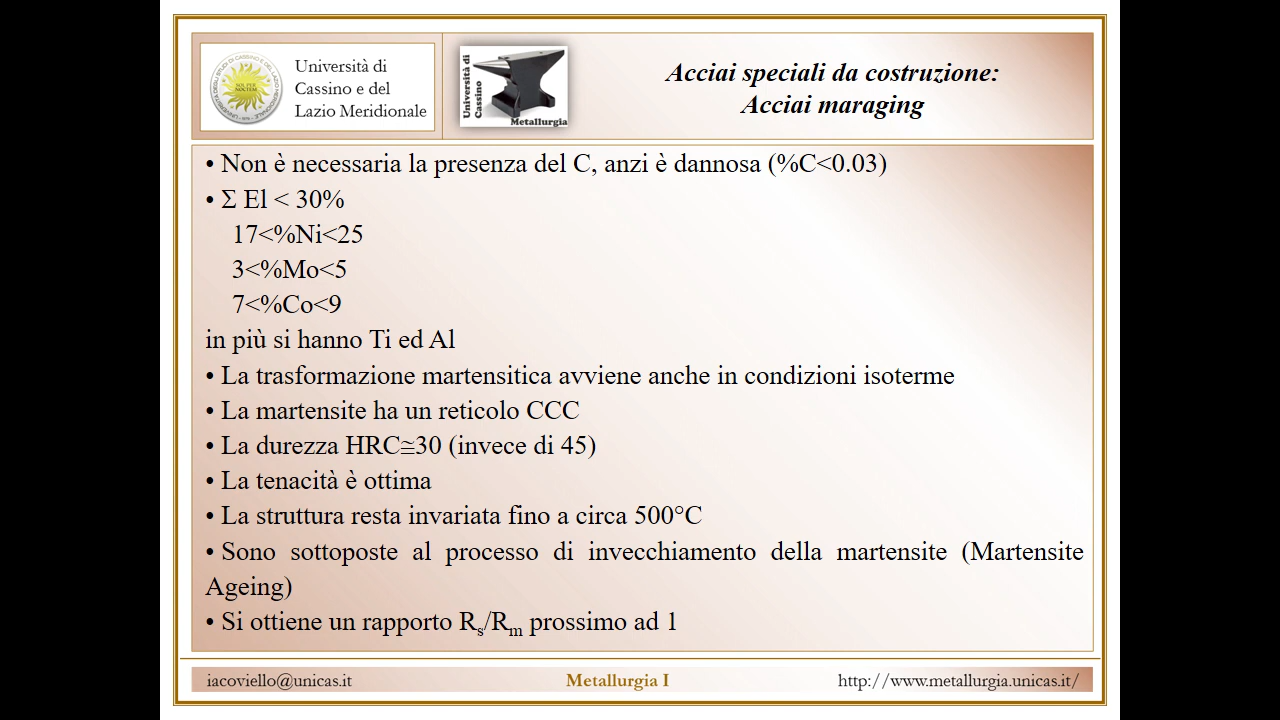 Università di
Cassino e del
Lazio Meridionale
Università di
Cassino
Metallurgia
Acciai speciali da costruzione:
Acciai maraging
• Non è necessaria la presenza del C, anzi è dannosa (%C<0.03)
• Σ El < 30%
17<%Ni<25
3<%Mo<5
7<%Co<9
in più si hanno Ti ed Al
• La trasformazione martensitica avviene anche in condizioni isoterme
• La martensite ha un reticolo CCC
• La durezza HRC≅30 (invece di 45)
• La tenacità è ottima
• La struttura resta invariata fino a circa 500°C
• Sono sottoposte al processo di invecchiamento della martensite (Martensite
Ageing)
• Si ottiene un rapporto Rs/Rm prossimo ad 1
iacoviello@unicas.it
Metallurgia I
http://www.metallurgia.unicas.it/